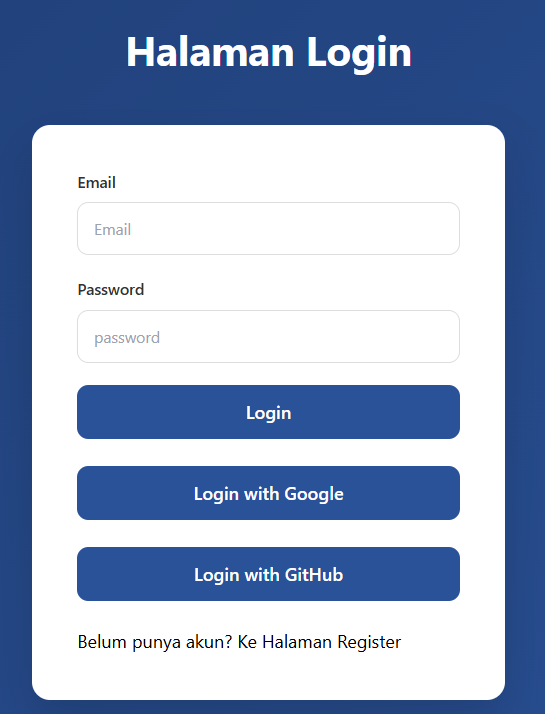 Halaman Login
Email
Email
Password
password
Login
Login with Google
Login with GitHub
Belum punya akun? Ke Halaman Register